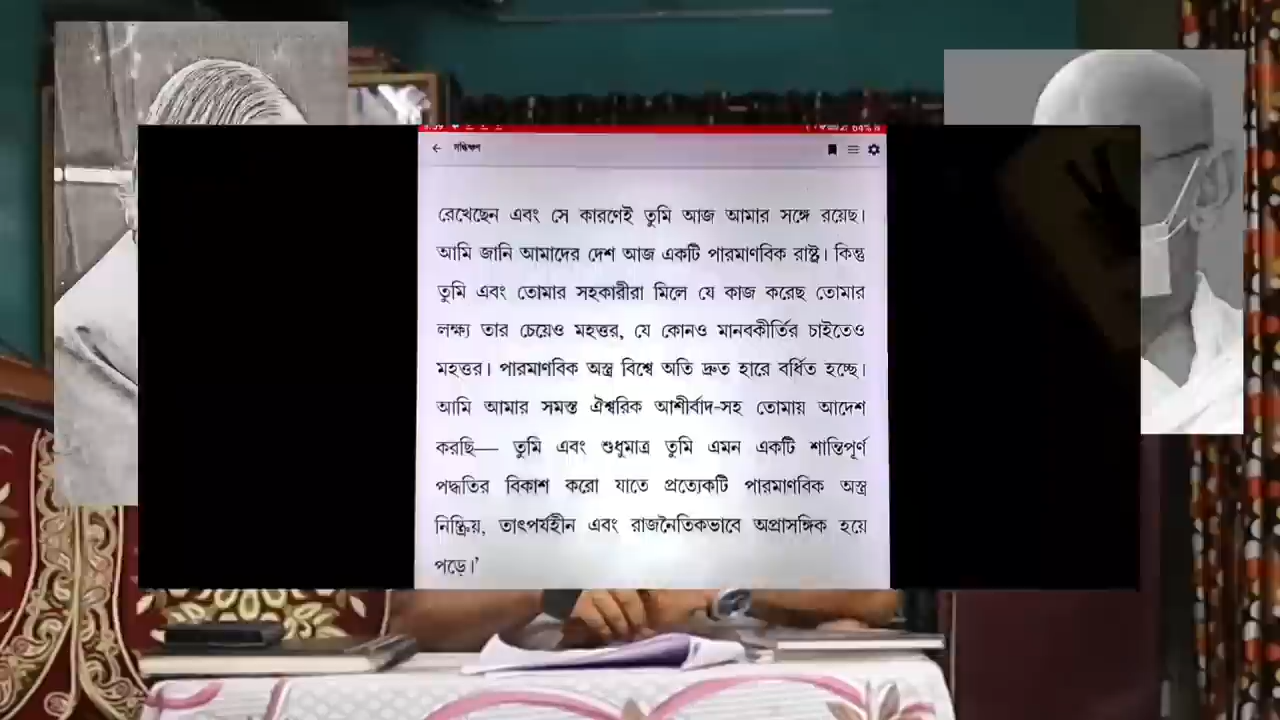 সন্ধিক্ষণ
রেখেছেন এবং সে কারণেই তুমি আজ আমার সঙ্গে রয়েছ।
আমি জানি আমাদের দেশ আজ একটি পারমাণবিক রাষ্ট্র। কিন্তু
তুমি এবং তোমার সহকারীরা মিলে যে কাজ করেছ তোমার
লক্ষ্য তার চেয়েও মহত্তর, যে কোনও মানবকীর্তির চাইতেও
মহত্তর। পারমাণবিক অস্ত্র বিশ্বে অতি দ্রুত হারে বর্ধিত হচ্ছে।
আমি আমার সমস্ত ঐশ্বরিক আশীর্বাদ-সহ তোমায় আদেশ
করছি— তুমি এবং শুধুমাত্র তুমি এমন একটি শান্তিপূর্ণ
পদ্ধতির বিকাশ করো যাতে প্রত্যেকটি পারমাণবিক অস্ত্র
নিষ্ক্রিয়, তাৎপর্যহীন এবং রাজনৈতিকভাবে অপ্রাসঙ্গিক হয়ে
পড়ে।’